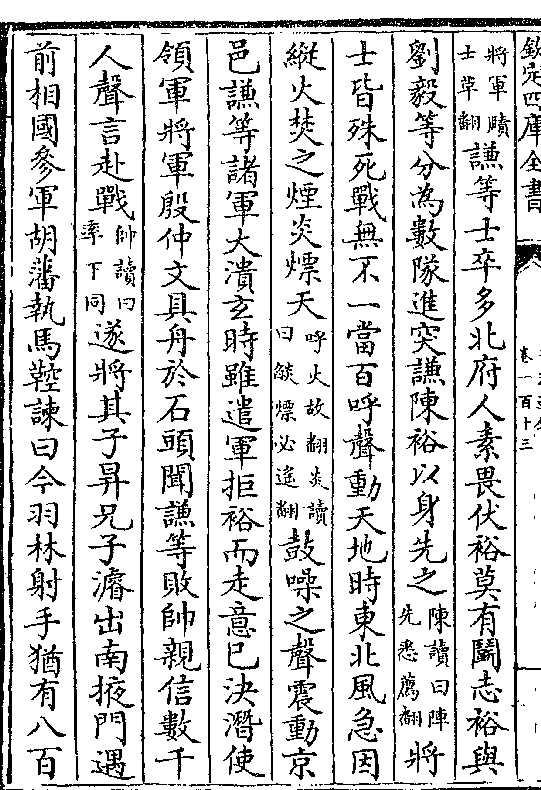 欽定四庫全書
卷一百十三
將軍賾士草翻謙等士卒多北府人素畏伏裕莫有鬬志裕與
劉毅等分為數隊進突謙陳裕以身先之陳讀曰陣先悉薦翻將
士皆殊死戰無不一當百呼聲動天地時東北風急因
縱火焚之煙炎熛天呼火故翻炎讀曰燄熛必遙翻鼓噪之聲震動京
邑謙等諸軍大潰玄時雖遣軍拒裕而走意已決潛使
領軍將軍殷仲文具舟於石頭聞謙等敗帥親信數千
人聲言赴戰帥讀曰率下同遂將其子昇兄子濬出南掖門遇
前相國參軍胡藩執馬鞚諫曰今羽林射手猶有八百